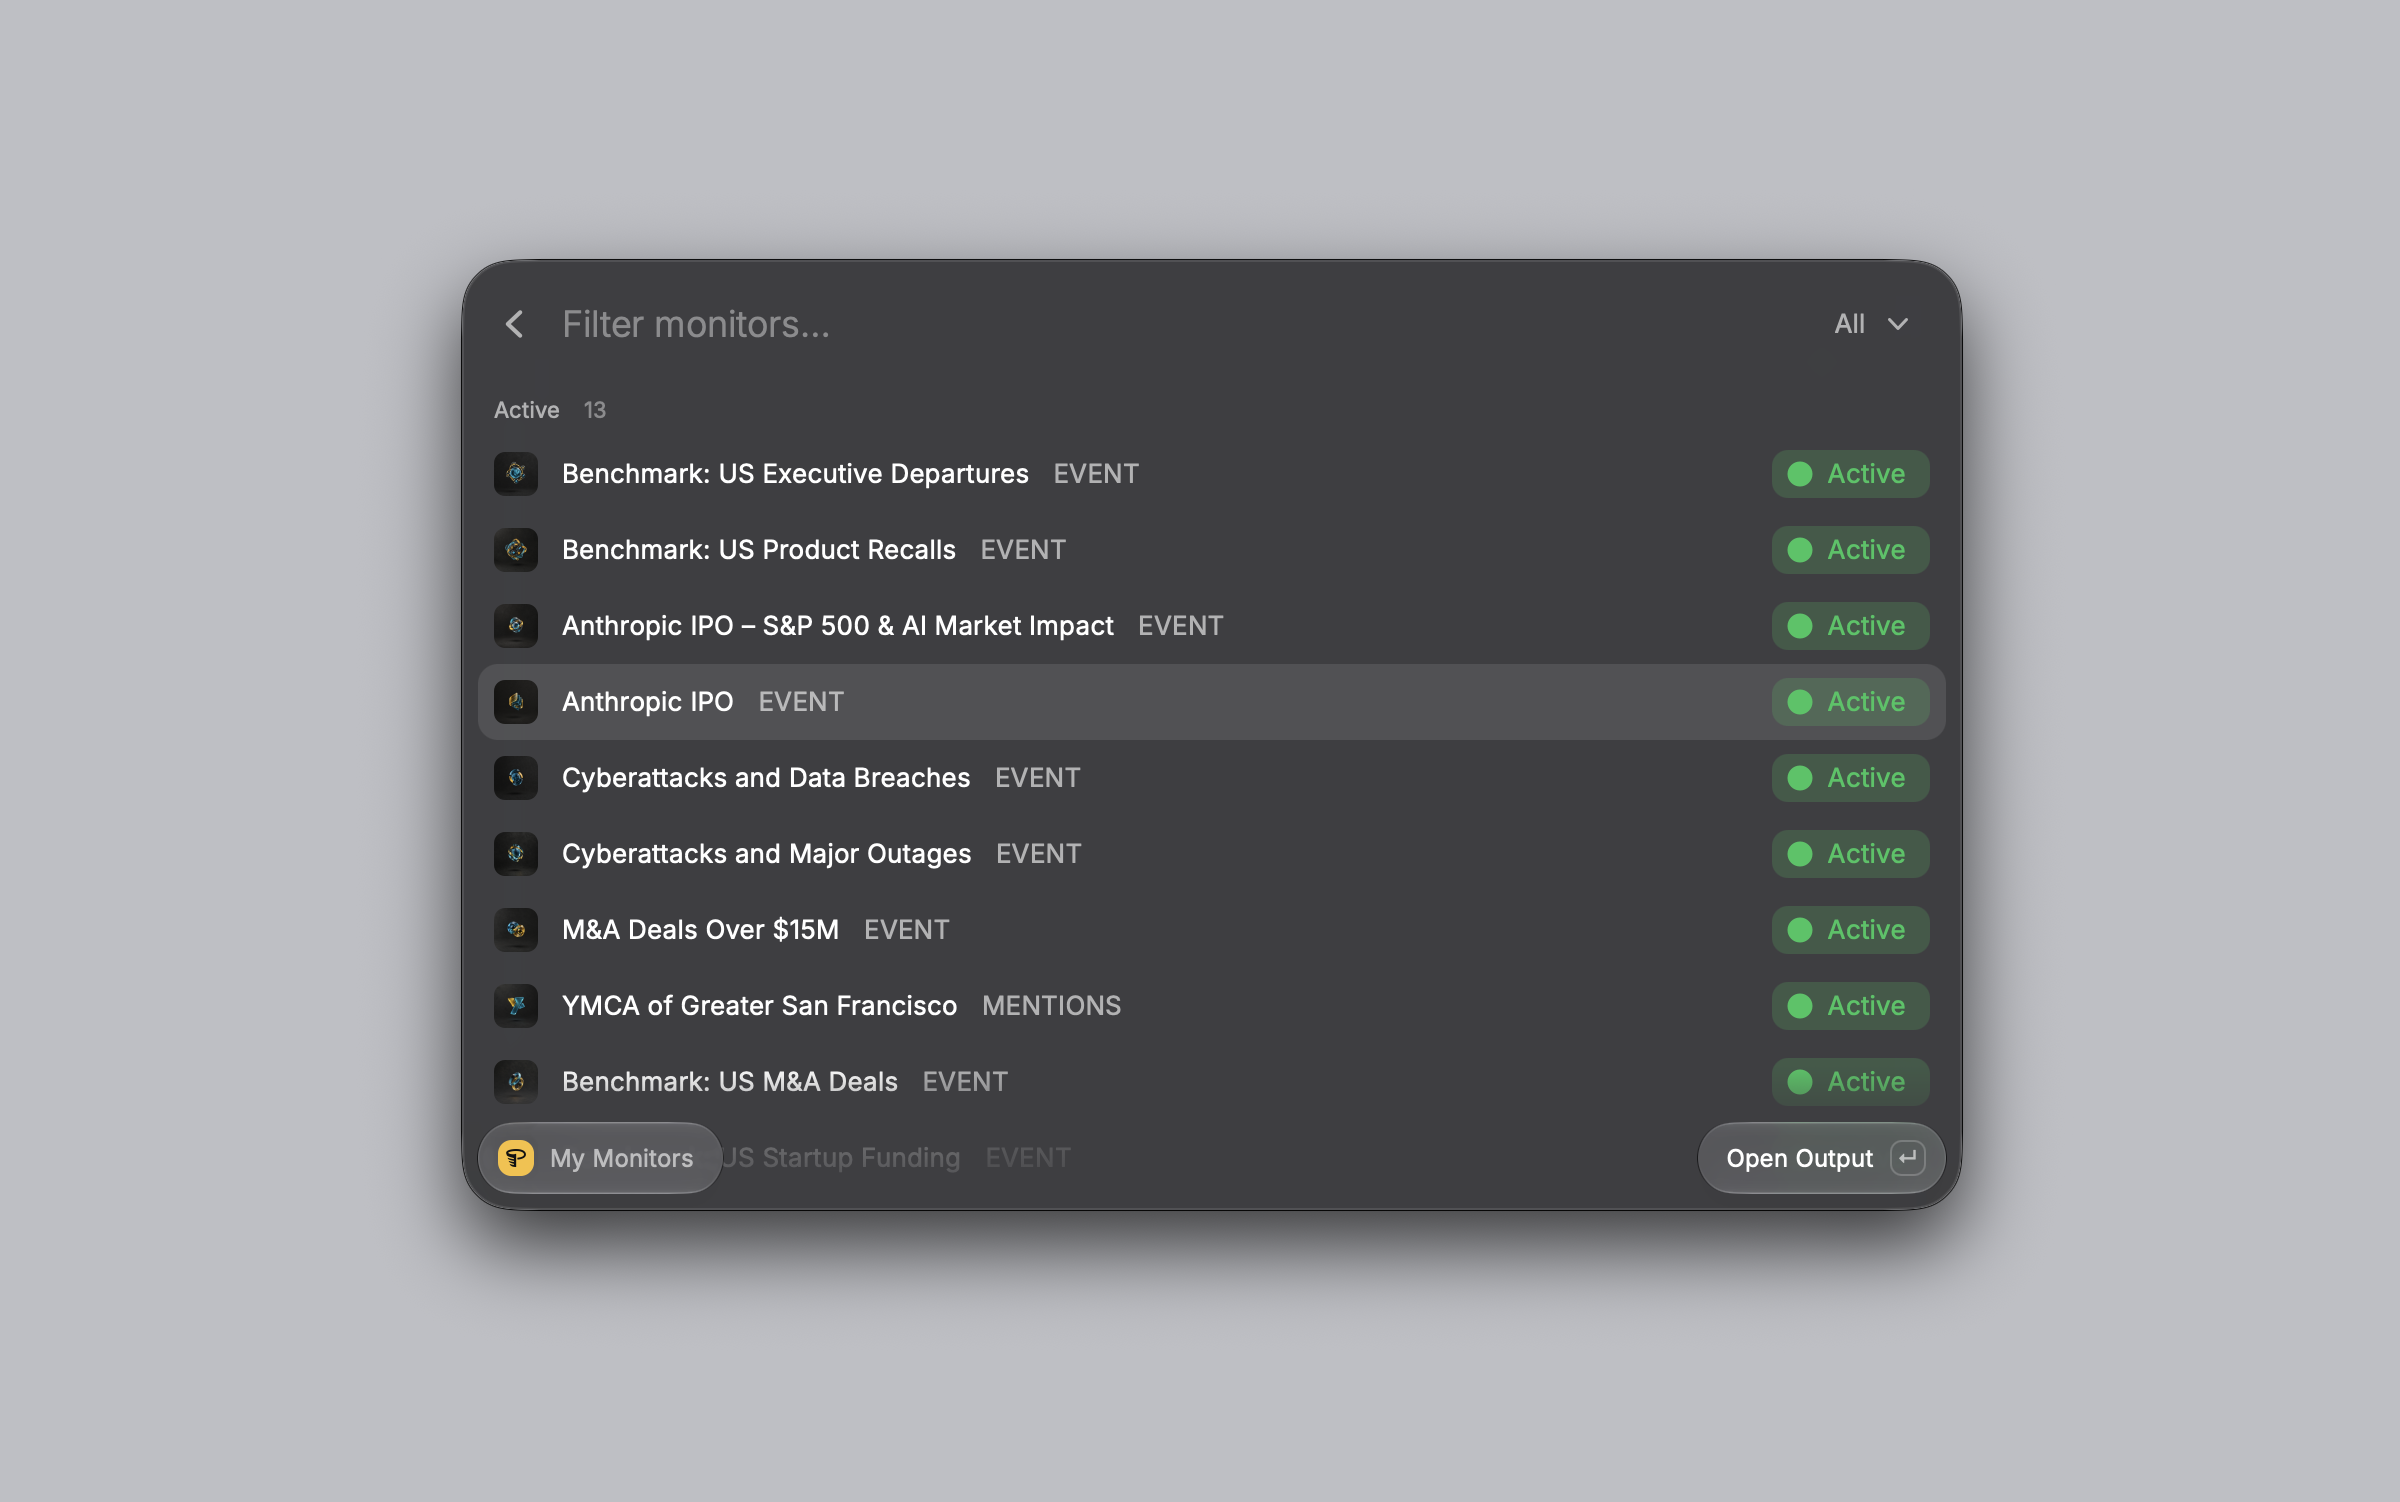 Filter monitors...
All
Active 13
Benchmark: US Executive Departures EVENT Active
Benchmark: US Product Recalls EVENT Active
Anthropic IPO – S&P 500 & AI Market Impact EVENT Active
Anthropic IPO EVENT Active
Cyberattacks and Data Breaches EVENT Active
Cyberattacks and Major Outages EVENT Active
M&A Deals Over $15M EVENT Active
YMCA of Greater San Francisco MENTIONS Active
Benchmark: US M&A Deals EVENT Active
US Startup Funding EVENT
My Monitors
Open Output